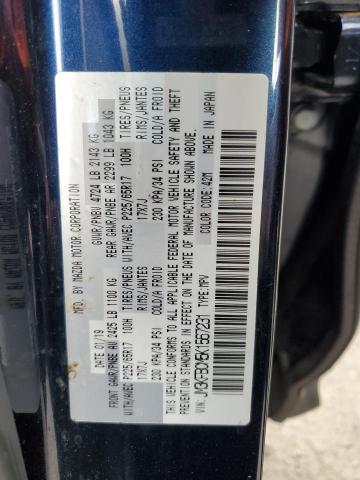 MFD. BY MAZDA MOTOR CORPORATION
DATE 07/19 GVWR/PNBV 4724 LB 2143 KG
FRONT GAWR/PNBE AV 2425 LB 1100 KG REAR GAWR/PNBE AR 2299 LB 1043 KG
WITH/AVEC P225/65R17 100H TIRES/PNEUS WITH/AVEC P225/65R17 100H TIRES/PNEUS
17X7J RIMS/JANTES 17X7J RIMS/JANTES
230 KPA/34 PSI COLD/A FROID 230 KPA/34 PSI COLD/A FROID
THIS VEHICLE CONFORMS TO ALL APPLICABLE FEDERAL MOTOR VEHICLE SAFETY AND THEFT
PREVENTION STANDARDS IN EFFECT ON THE DATE OF MANUFACTURE SHOWN ABOVE.
VIN: JM3KFBDM5K1667231 TYPE: MPV
COLOR CODE: 42M MADE IN JAPAN